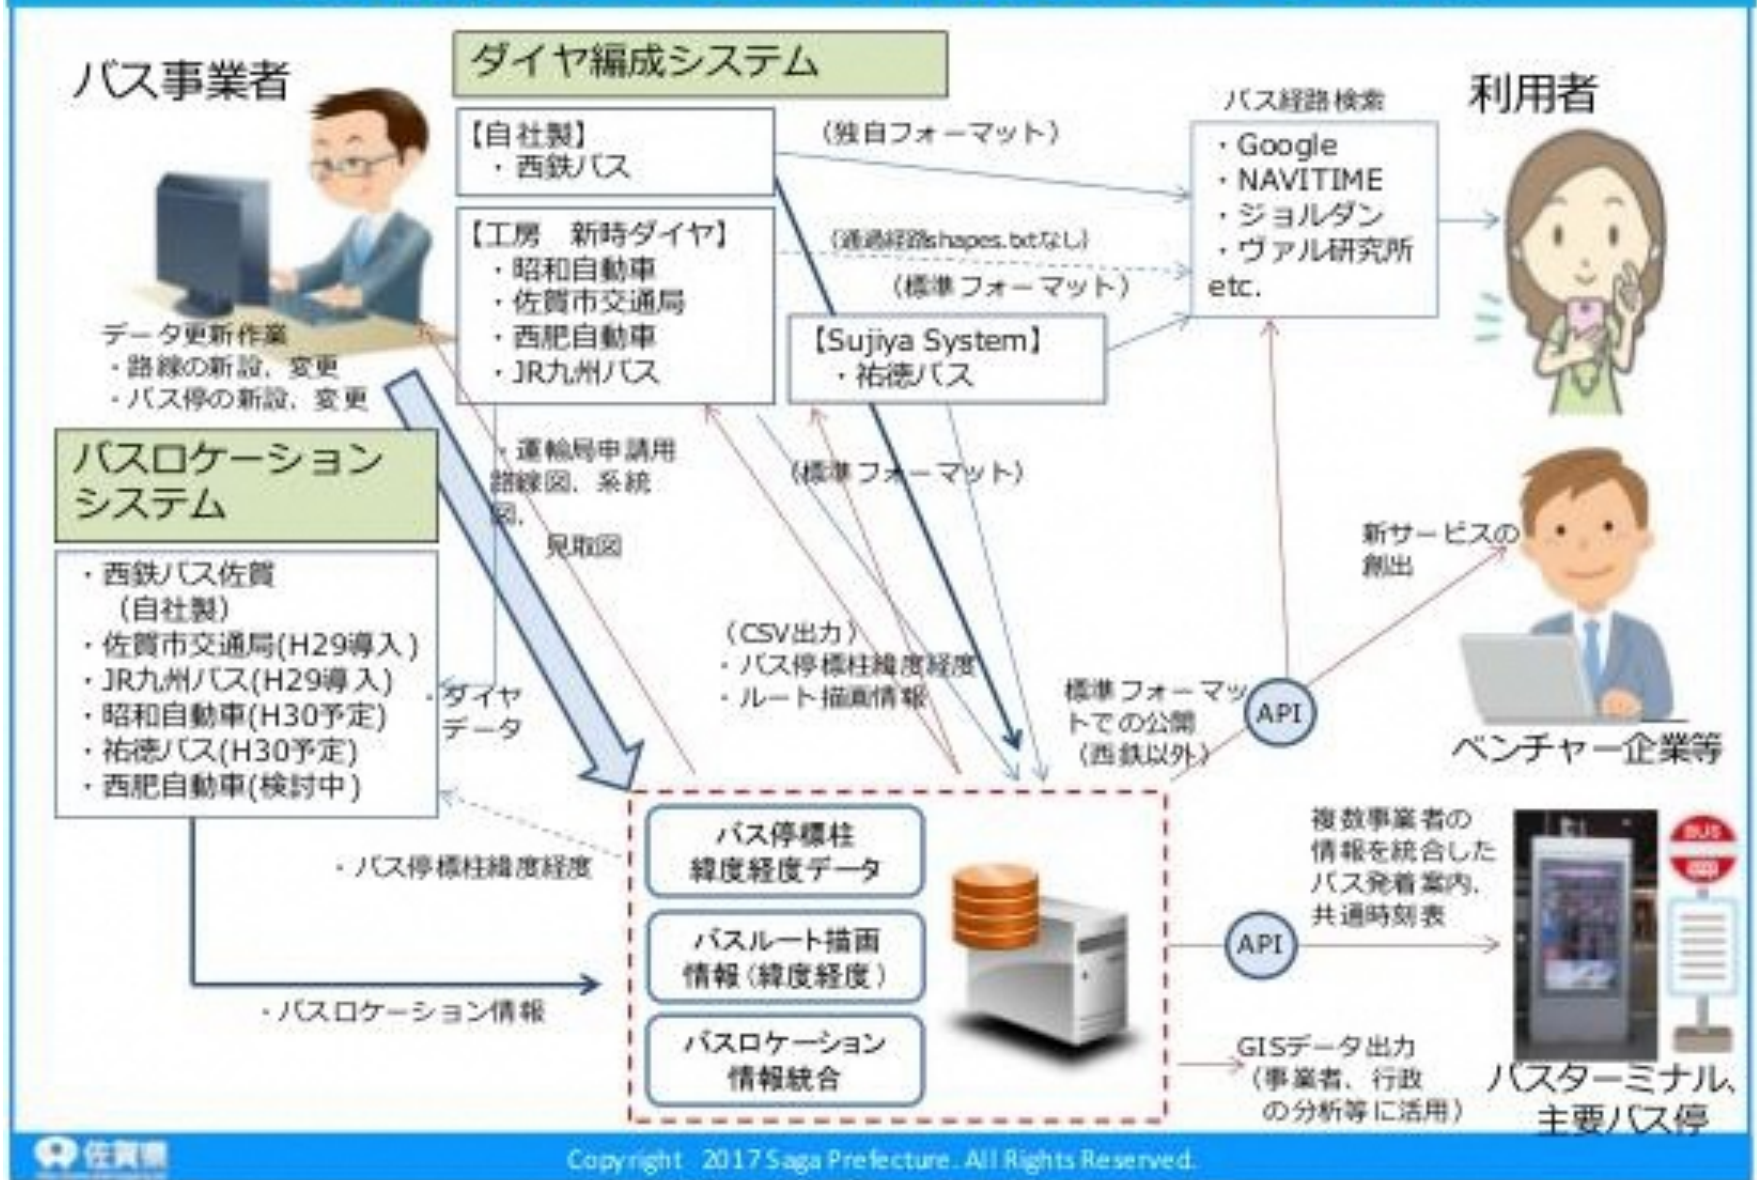 バス事業者
ダイヤ編成システム
【自社製】
・西鉄バス
【工房　新時ダイヤ】
・昭和自動車
・佐賀市交通局
・西肥自動車
・JR九州バス
（独自フォーマット）
（通過経路shapes.txtなし）
（標準フォーマット）
【Sujiya System】
・祐徳バス
バス経路検索
・Google
・NAVITIME
・ジョルダン
・ヴァル研究所
etc.
利用者
データ更新作業
・路線の新設、変更
・バス停の新設、変更
バスロケーション
システム
・西鉄バス佐賀
（自社製）
・佐賀市交通局(H29導入)
・JR九州バス(H29導入)
・昭和自動車(H30予定)
・祐徳バス(H30予定)
・西肥自動車(検討中)
・運輸局申請用
路線図、系統
図、
見取図
（標準フォーマット）
・ダイヤ
データ
（CSV出力）
・バス停標柱緯度経度
・ルート描画情報
標準フォーマッ
トでの公開
（西鉄以外）
API
新サービスの
創出
ベンチャー企業等
・バス停標柱緯度経度
・バスロケーション情報
バス停標柱
緯度経度データ
バスルート描画
情報（緯度経度）
バスロケーション
情報統合
API
複数事業者の
情報を統合した
バス発着案内、
共通時刻表
BUS
GISデータ出力
（事業者、行政
の分析等に活用）
バスターミナル、
主要バス停
佐賀県
Copyright 2017 Saga Prefecture. All Rights Reserved.